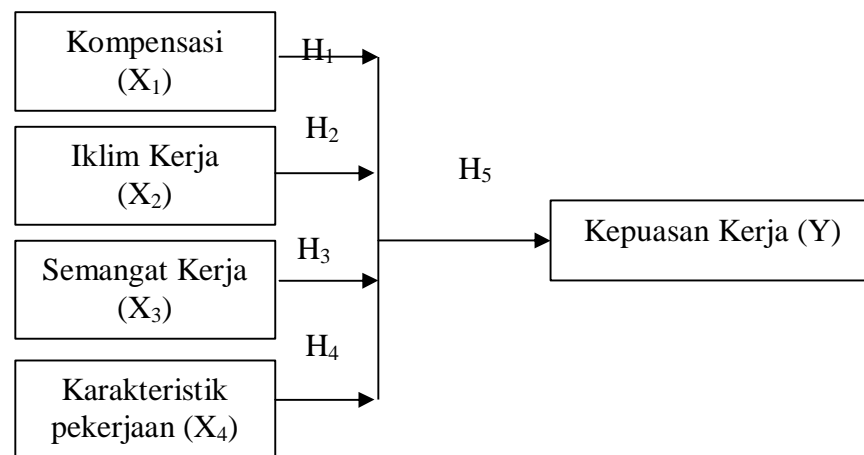 Kompensasi
(X₁)
H₁
H₂
Iklim Kerja
(X₂)
H₅
Kepuasan Kerja (Y)
H₃
Semangat Kerja
(X₃)
H₄
Karakteristik
pekerjaan (X₄)